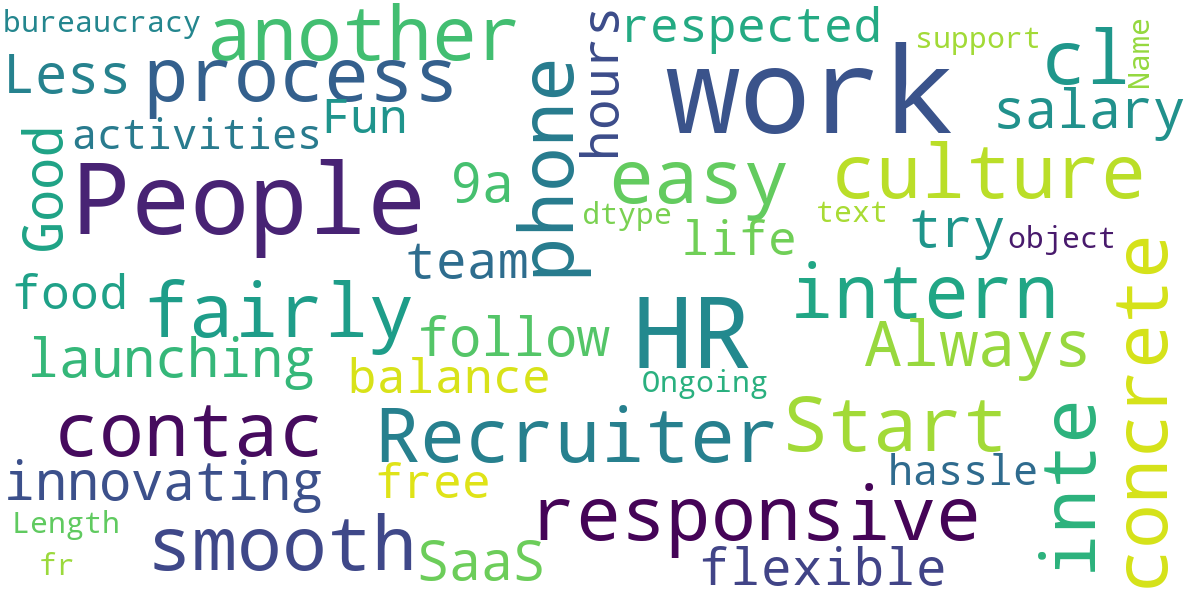 bureaucracy
another
hours
respected
support
Name
Less
process
phone
work
cl
salary
Good
activities
Fun
People
9a
easy
culture
dtype
text
life
try
object
team
food
fairly
HR
intern
concrete
launching
follow
Always
balance
Ongoing
contac
Recruiter
Start
inte
innovating
free
hassle
responsive
Length
smooth
SaaS
flexible
fr